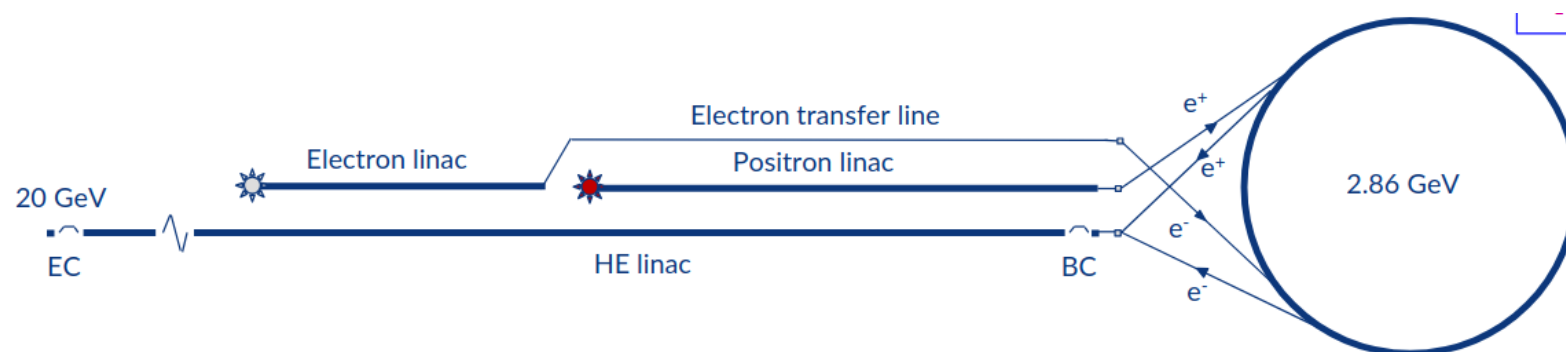 Electron transfer line
e⁺
Electron linac
Positron linac
e⁺
2.86 GeV
20 GeV
e⁻
EC
HE linac
BC
e⁻